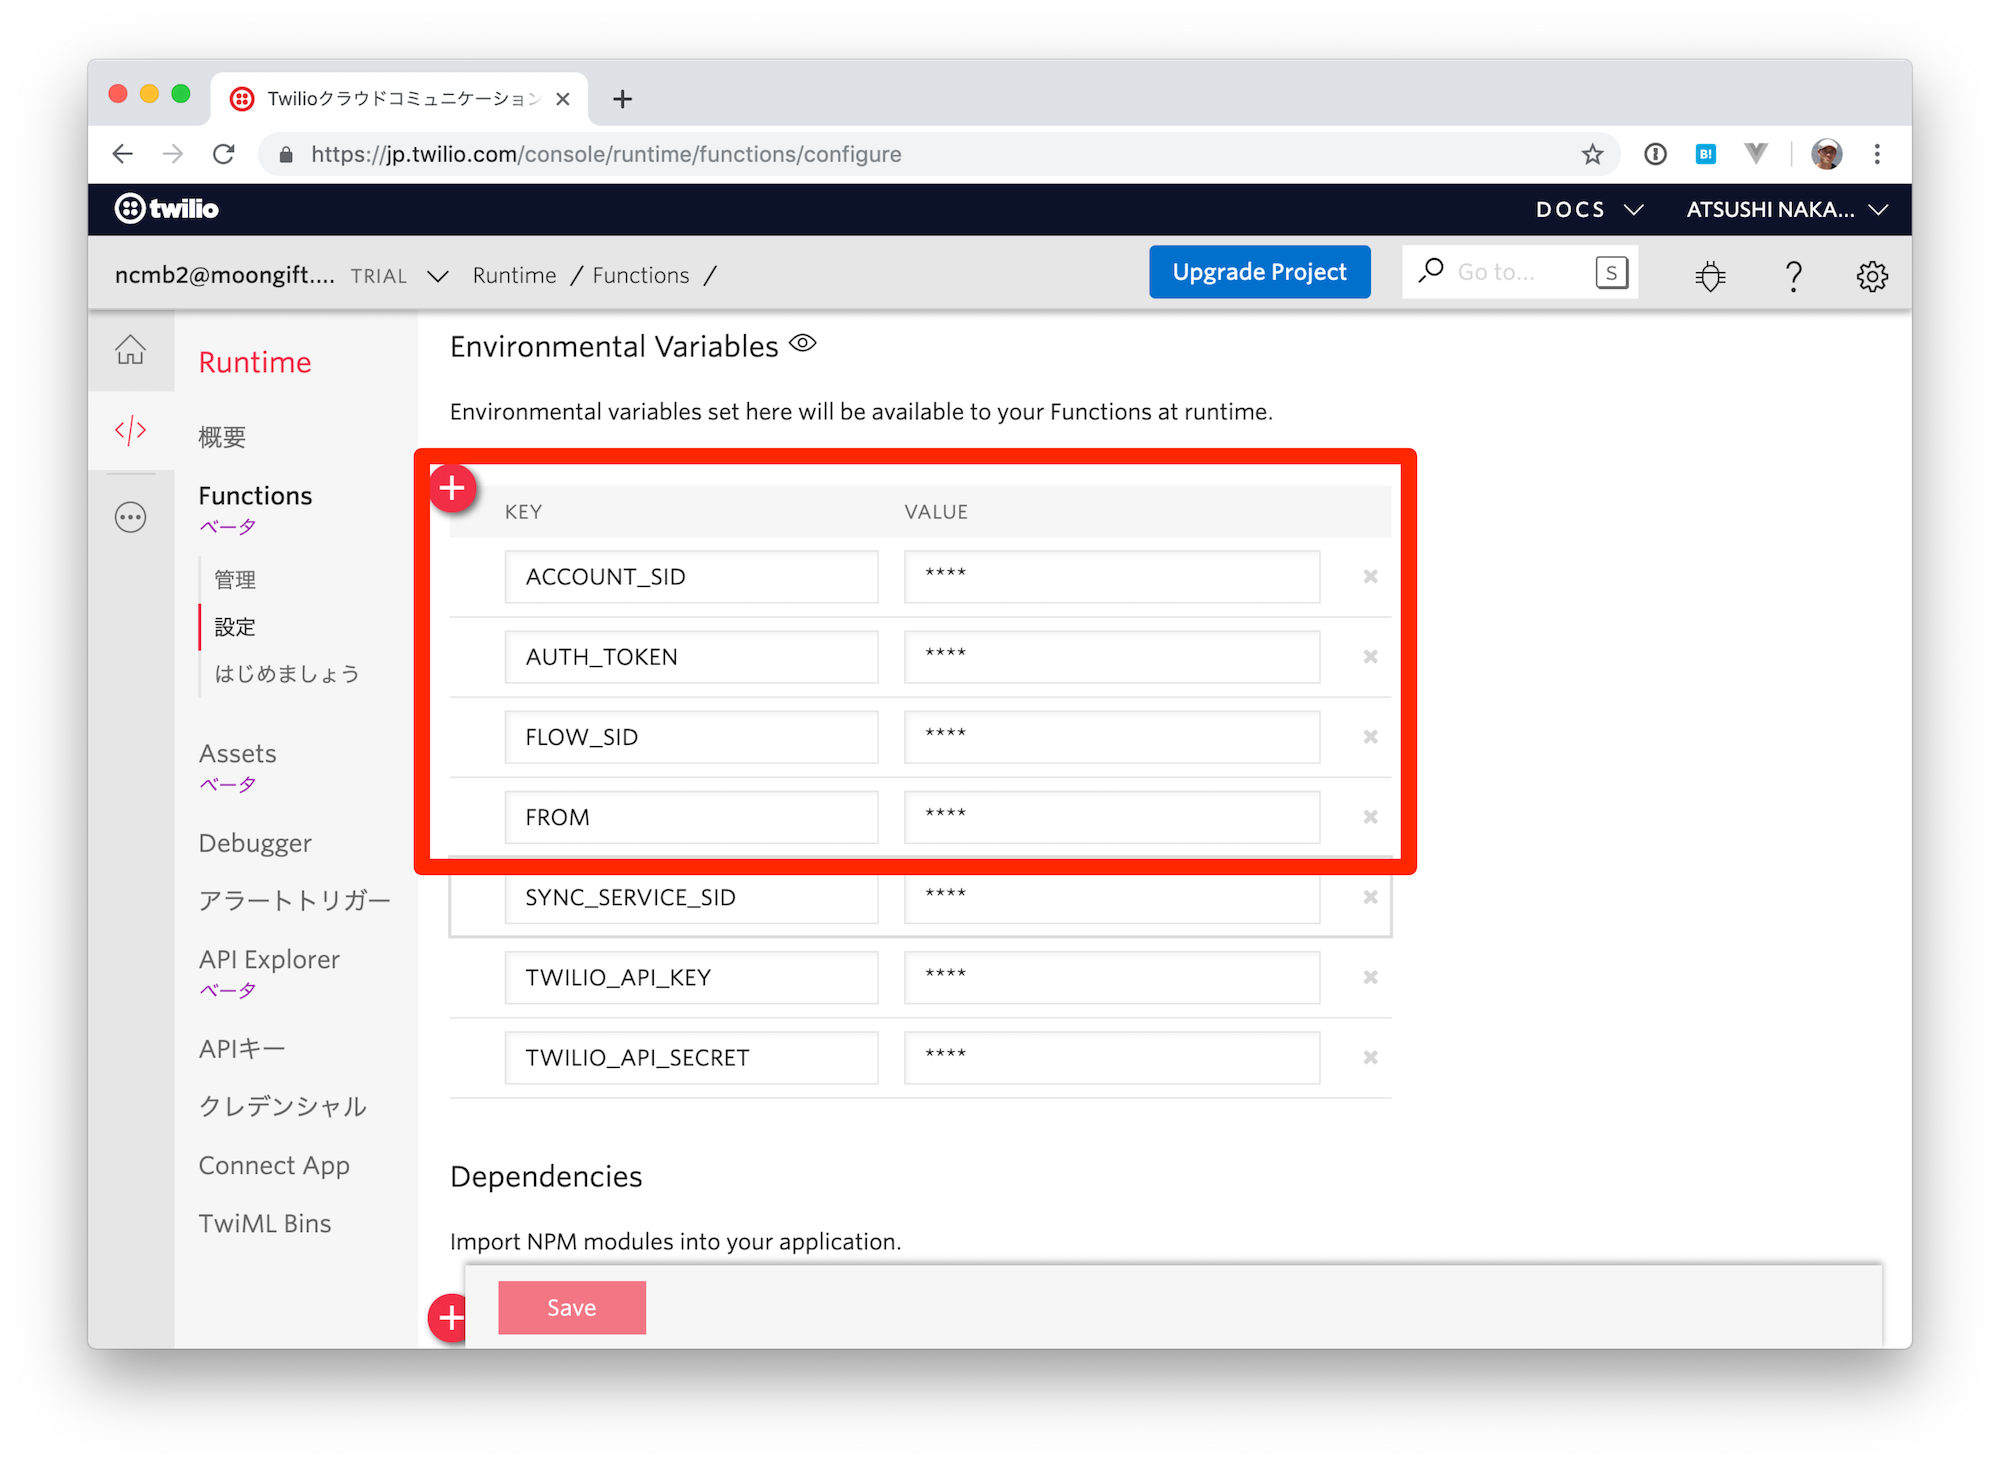 Twilioクラウドコミュニケーション
https://jp.twilio.com/console/runtime/functions/configure
B!
twilio
DOCS
ATSUSHI NAKA...
ncmb2@moongift.... TRIAL
Runtime / Functions /
Upgrade Project
Go to...
S
?
Runtime
概要
Functions
ベータ
管理
設定
はじめましょう
Assets
ベータ
Debugger
アラートトリガー
API Explorer
ベータ
APIキー
クレデンシャル
Connect App
TwiML Bins
Environmental Variables
Environmental variables set here will be available to your Functions at runtime.
KEY VALUE
ACCOUNT_SID ****
AUTH_TOKEN ****
FLOW_SID ****
FROM ****
SYNC_SERVICE_SID ****
TWILIO_API_KEY ****
TWILIO_API_SECRET ****
Dependencies
Import NPM modules into your application.
Save